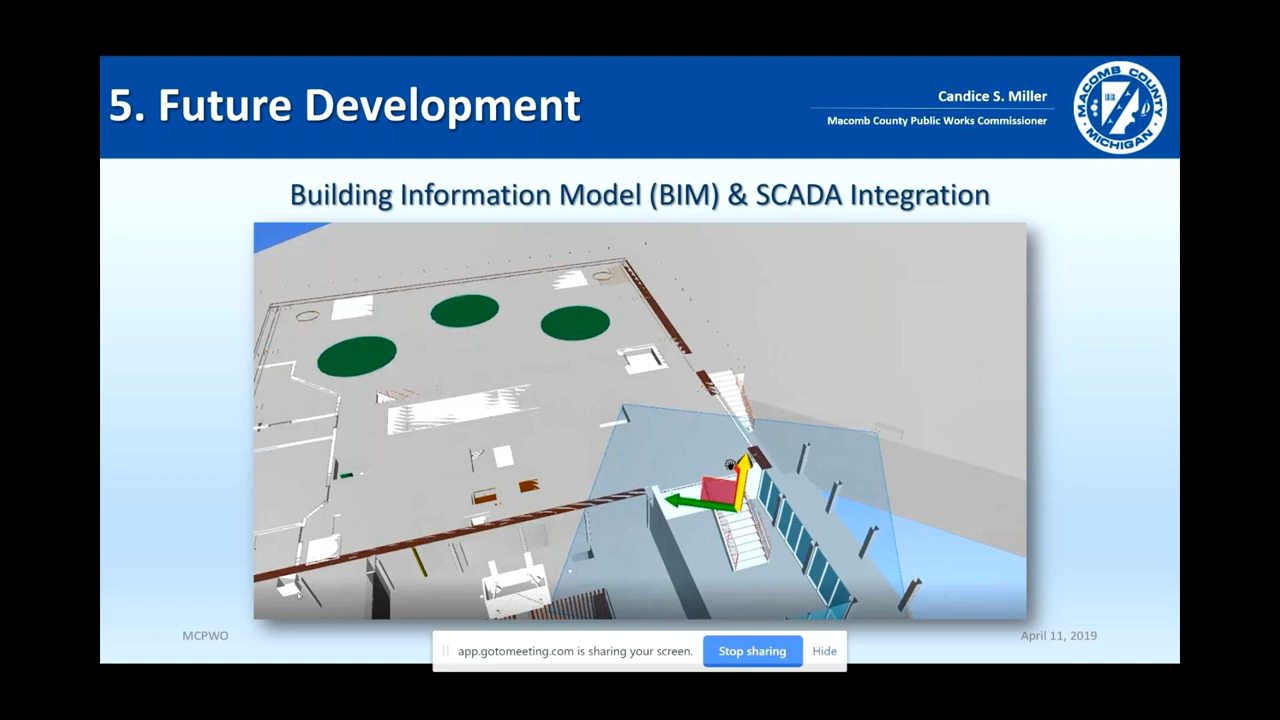 5. Future Development
Candice S. Miller
Macomb County Public Works Commissioner
MACOMB COUNTY
MICHIGAN
Building Information Model (BIM) & SCADA Integration
MCPWO
April 11, 2019
app.gotomeeting.com is sharing your screen.
Stop sharing
Hide